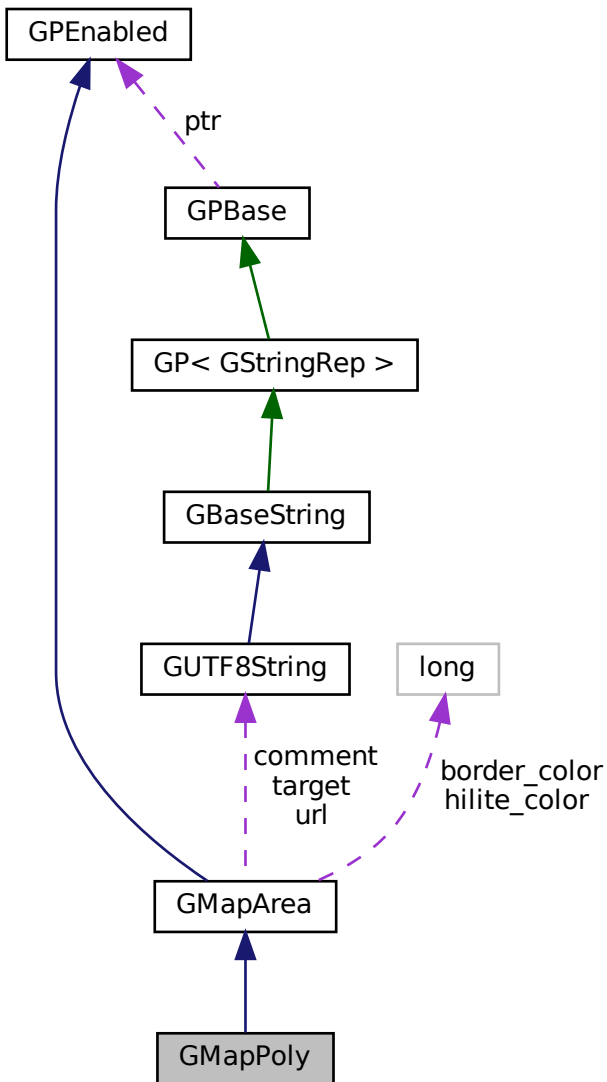 GPEnabled
ptr
GPBase
GP< GStringRep >
GBaseString
GUTF8String
long
comment
target
url
border_color
hilite_color
GMapArea
GMapPoly